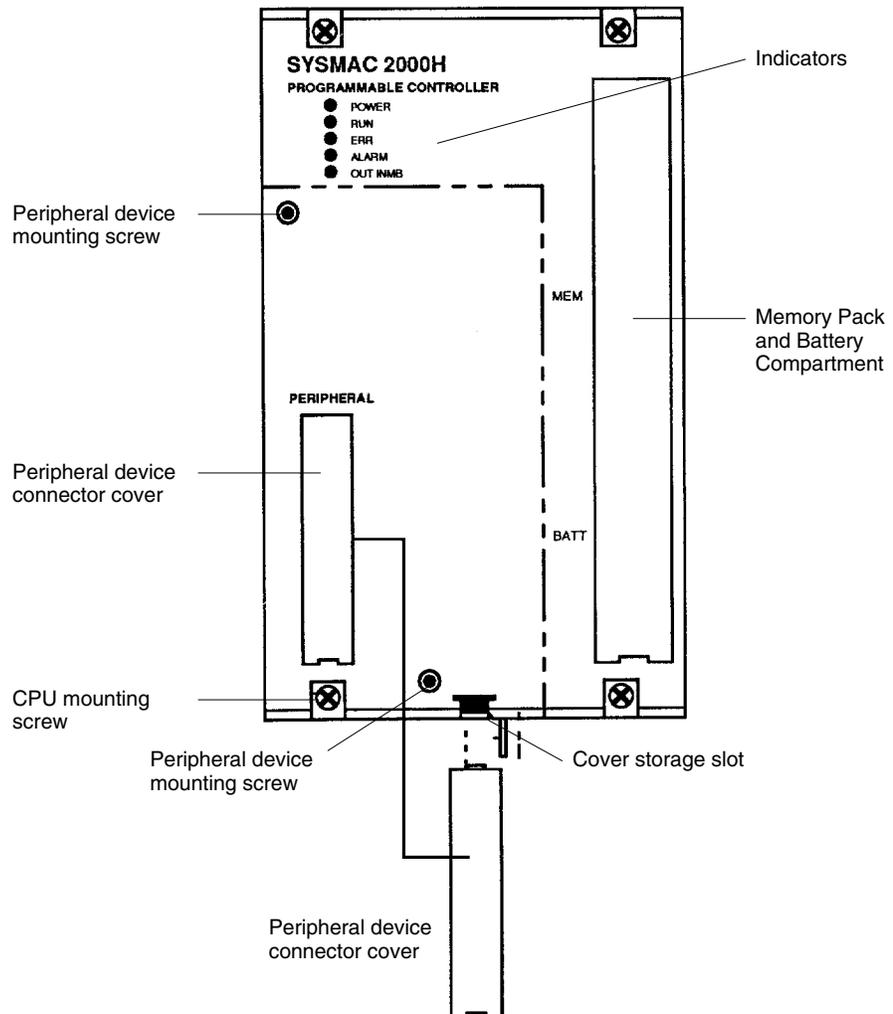 Indicators
SYSMAC 2000H
PROGRAMMABLE CONTROLLER
POWER
RUN
ERR
ALARM
OUT INMB
Peripheral device
mounting screw
MEM
Memory Pack
and Battery
Compartment
PERIPHERAL
Peripheral device
connector cover
BATT
CPU mounting
screw
Peripheral device
mounting screw
Cover storage slot
Peripheral device
connector cover